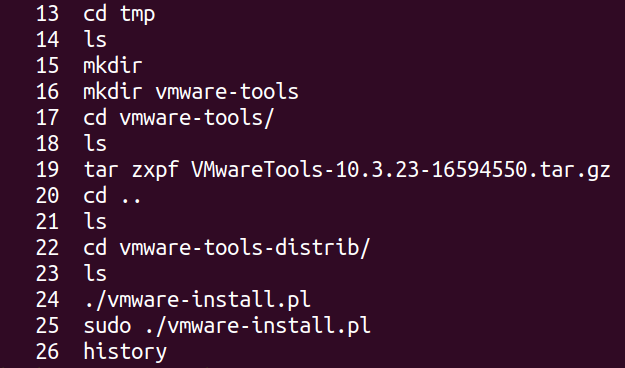 13 cd tmp
14 ls
15 mkdir
16 mkdir vmware-tools
17 cd vmware-tools/
18 ls
19 tar zxpf VMwareTools-10.3.23-16594550.tar.gz
20 cd ..
21 ls
22 cd vmware-tools-distrib/
23 ls
24 ./vmware-install.pl
25 sudo ./vmware-install.pl
26 history